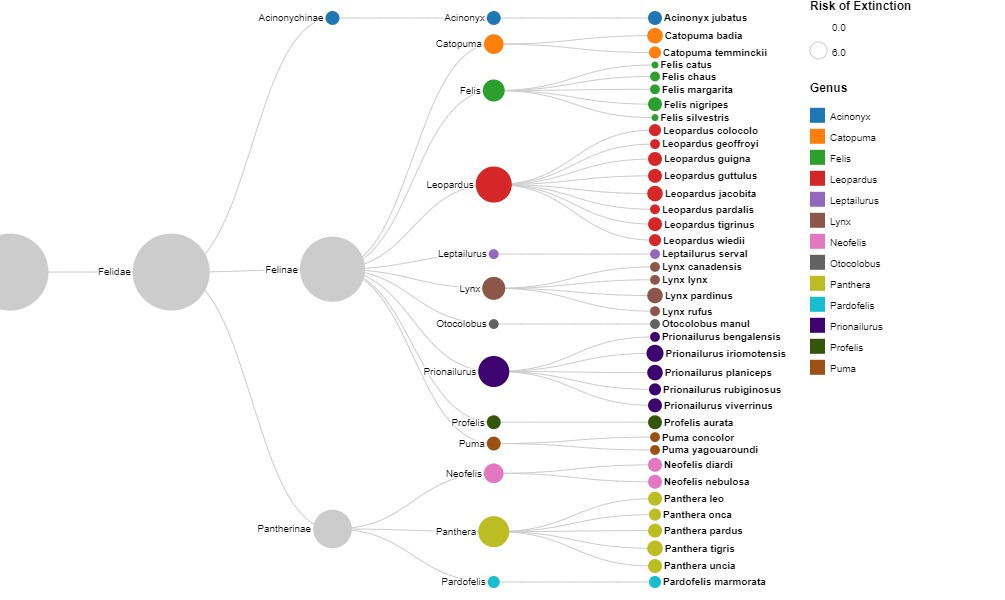 Felidae
Acinonychinae
Felinae
Pantherinae
Acinonyx
Catopuma
Felis
Leopardus
Leptailurus
Lynx
Otocolobus
Prionailurus
Profelis
Puma
Neofelis
Panthera
Pardofelis
Acinonyx jubatus
Catopuma badia
Catopuma temminckii
Felis catus
Felis chaus
Felis margarita
Felis nigripes
Felis silvestris
Leopardus colocolo
Leopardus geoffroyi
Leopardus guigna
Leopardus guttulus
Leopardus jacobita
Leopardus pardalis
Leopardus tigrinus
Leopardus wiedii
Leptailurus serval
Lynx canadensis
Lynx lynx
Lynx pardinus
Lynx rufus
Otocolobus manul
Prionailurus bengalensis
Prionailurus iriomotensis
Prionailurus planiceps
Prionailurus rubiginosus
Prionailurus viverrinus
Profelis aurata
Puma concolor
Puma yagouaroundi
Neofelis diardi
Neofelis nebulosa
Panthera leo
Panthera onca
Panthera pardus
Panthera tigris
Panthera uncia
Pardofelis marmorata
Risk of Extinction
0.0
6.0
Genus
Acinonyx
Catopuma
Felis
Leopardus
Leptailurus
Lynx
Neofelis
Otocolobus
Panthera
Pardofelis
Prionailurus
Profelis
Puma